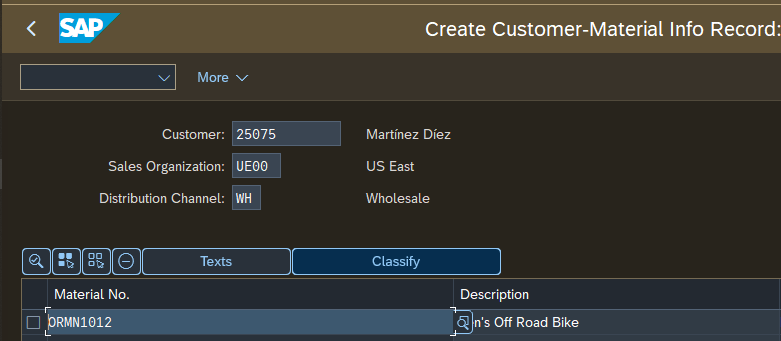 SAP
Create Customer-Material Info Record:
More
Customer: 25075 Martínez Díez
Sales Organization: UE00 US East
Distribution Channel: WH Wholesale
Texts Classify
Material No. Description
ORMN1012 n's Off Road Bike